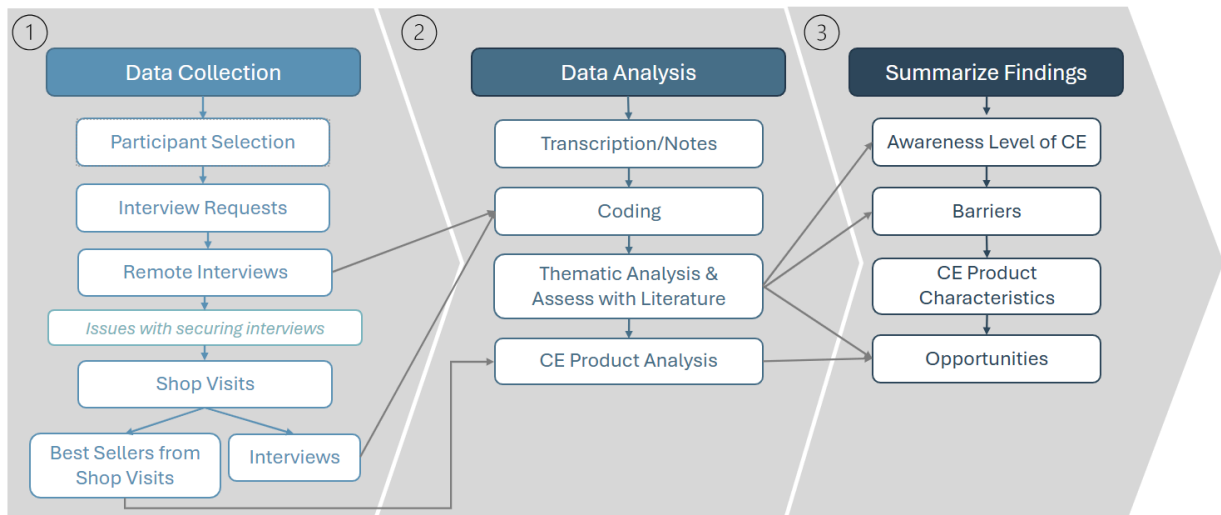 1
Data Collection
Participant Selection
Interview Requests
Remote Interviews
Issues with securing interviews
Shop Visits
Best Sellers from
Shop Visits
Interviews
2
Data Analysis
Transcription/Notes
Coding
Thematic Analysis &
Assess with Literature
CE Product Analysis
3
Summarize Findings
Awareness Level of CE
Barriers
CE Product
Characteristics
Opportunities